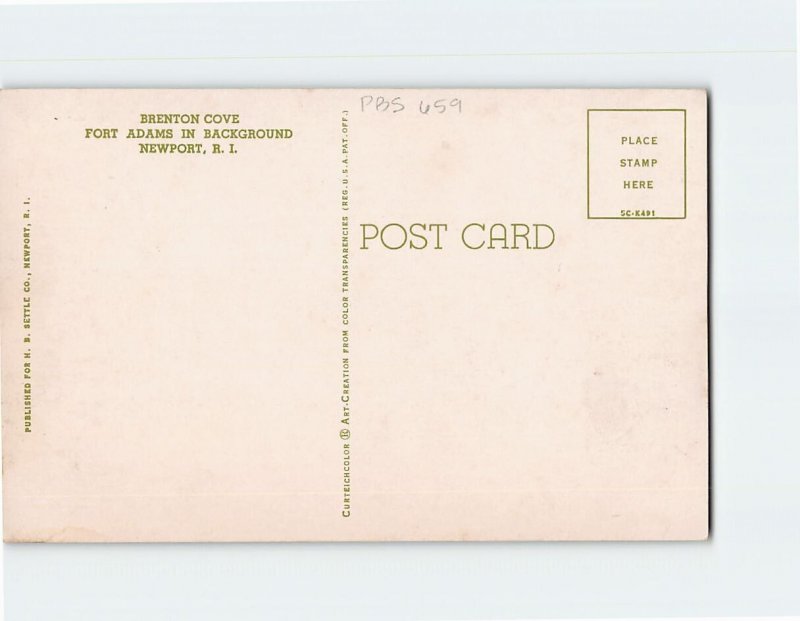 BRENTON COVE
FORT ADAMS IN BACKGROUND
NEWPORT, R. I.
PUBLISHED FOR H. B. SETTLE CO., NEWPORT, R. I.
CURTEICHCOLOR ® ART-CREATION FROM COLOR TRANSPARENCIES (REG. U.S.A. PAT. OFF.)
PBS 659
POST CARD
PLACE
STAMP
HERE
5C-K491